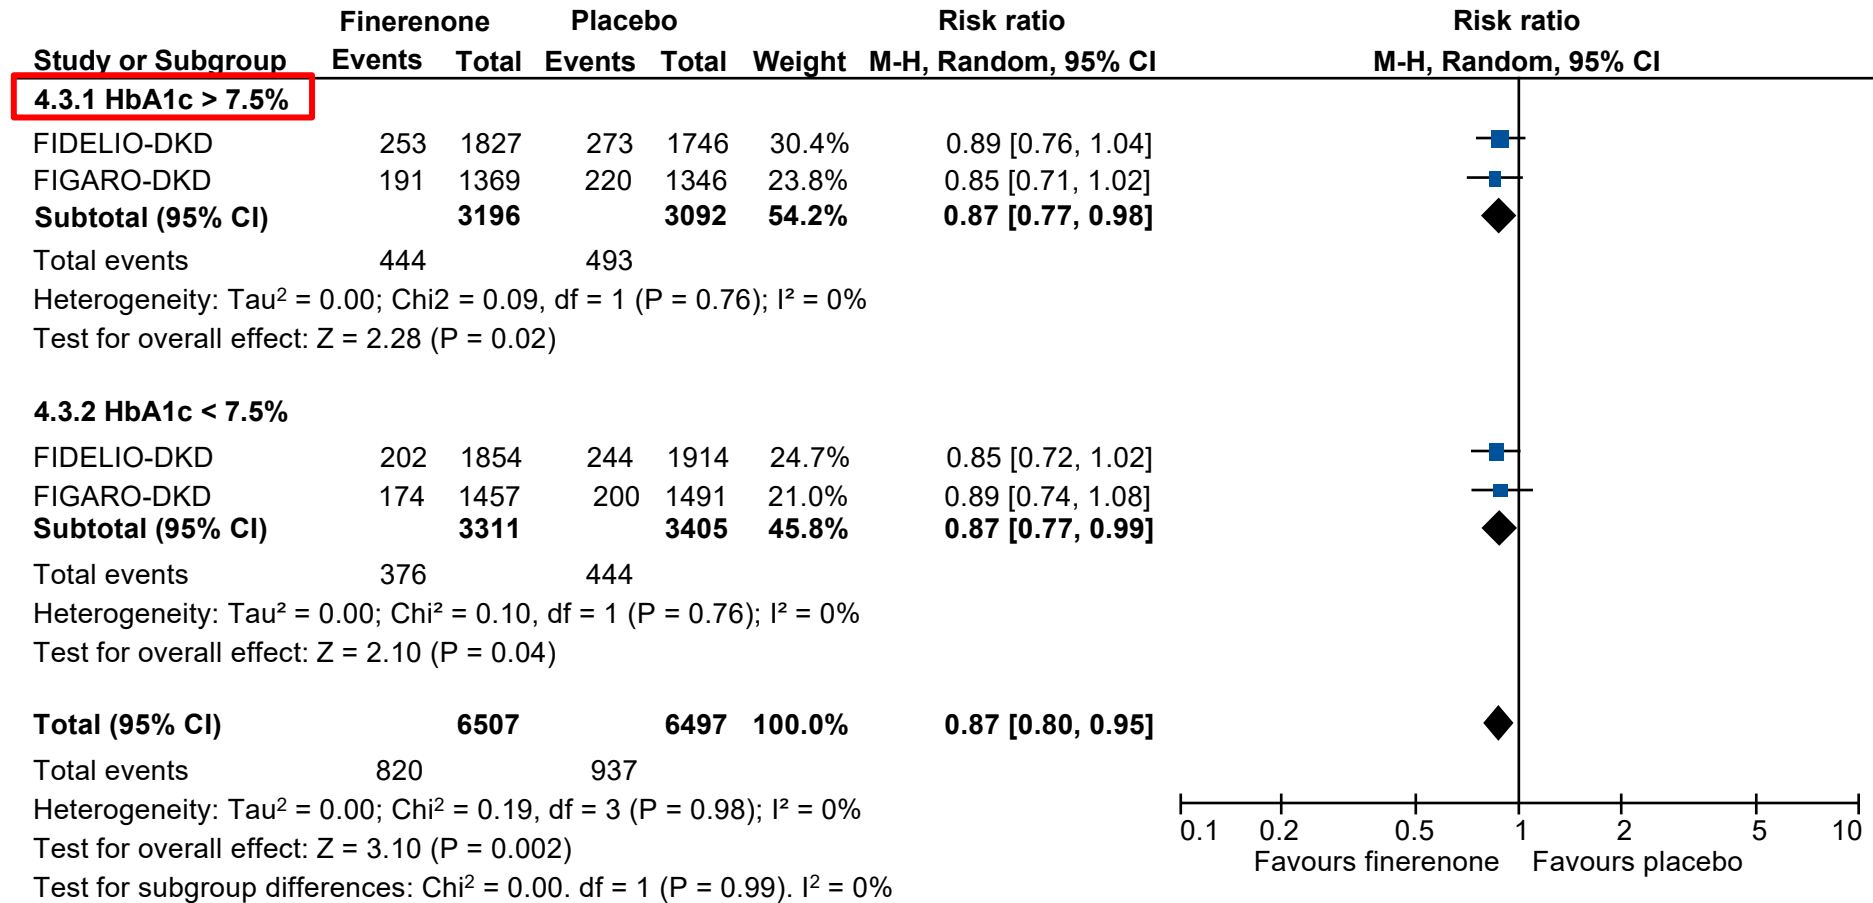 Finerenone Placebo Risk ratio Risk ratio
Study or Subgroup Events Total Events Total Weight M-H, Random, 95% CI M-H, Random, 95% CI
4.3.1 HbA1c > 7.5%
FIDELIO-DKD 253 1827 273 1746 30.4% 0.89 [0.76, 1.04]
FIGARO-DKD 191 1369 220 1346 23.8% 0.85 [0.71, 1.02]
Subtotal (95% CI) 3196 3092 54.2% 0.87 [0.77, 0.98]
Total events 444 493
Heterogeneity: Tau² = 0.00; Chi2 = 0.09, df = 1 (P = 0.76); I² = 0%
Test for overall effect: Z = 2.28 (P = 0.02)
4.3.2 HbA1c < 7.5%
FIDELIO-DKD 202 1854 244 1914 24.7% 0.85 [0.72, 1.02]
FIGARO-DKD 174 1457 200 1491 21.0% 0.89 [0.74, 1.08]
Subtotal (95% CI) 3311 3405 45.8% 0.87 [0.77, 0.99]
Total events 376 444
Heterogeneity: Tau² = 0.00; Chi² = 0.10, df = 1 (P = 0.76); I² = 0%
Test for overall effect: Z = 2.10 (P = 0.04)
Total (95% CI) 6507 6497 100.0% 0.87 [0.80, 0.95]
Total events 820 937
Heterogeneity: Tau² = 0.00; Chi² = 0.19, df = 3 (P = 0.98); I² = 0%
Test for overall effect: Z = 3.10 (P = 0.002)
Test for subgroup differences: Chi² = 0.00. df = 1 (P = 0.99). I² = 0%
0.1 0.2 0.5 1 2 5 10
Favours finerenone Favours placebo